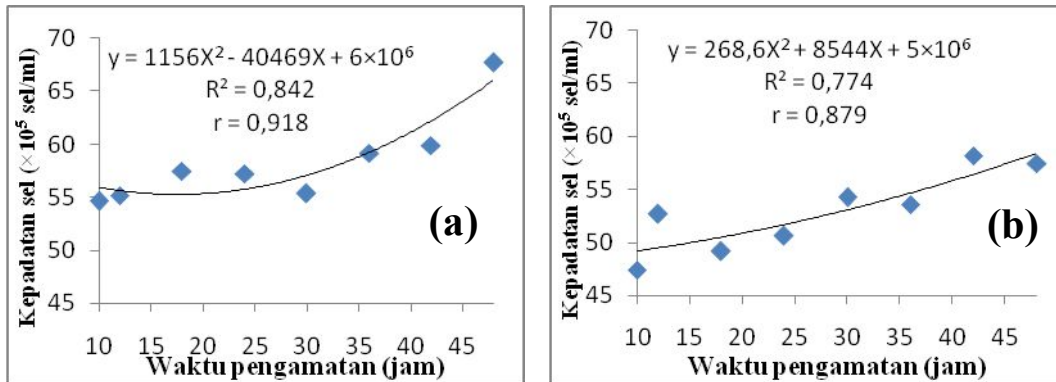 70
65
60
55
50
45
Kepadatan sel (×10⁵ sel/ml)
y = 1156X² - 40469X + 6×10⁶
R² = 0,842
r = 0,918
(a)
10 15 20 25 30 35 40 45
Waktu pengamatan (jam)
70
65
60
55
50
45
Kepadatan sel (×10⁵ sel/ml)
y = 268,6X² + 8544X + 5×10⁶
R² = 0,774
r = 0,879
(b)
10 15 20 25 30 35 40 45
Waktu pengamatan (jam)